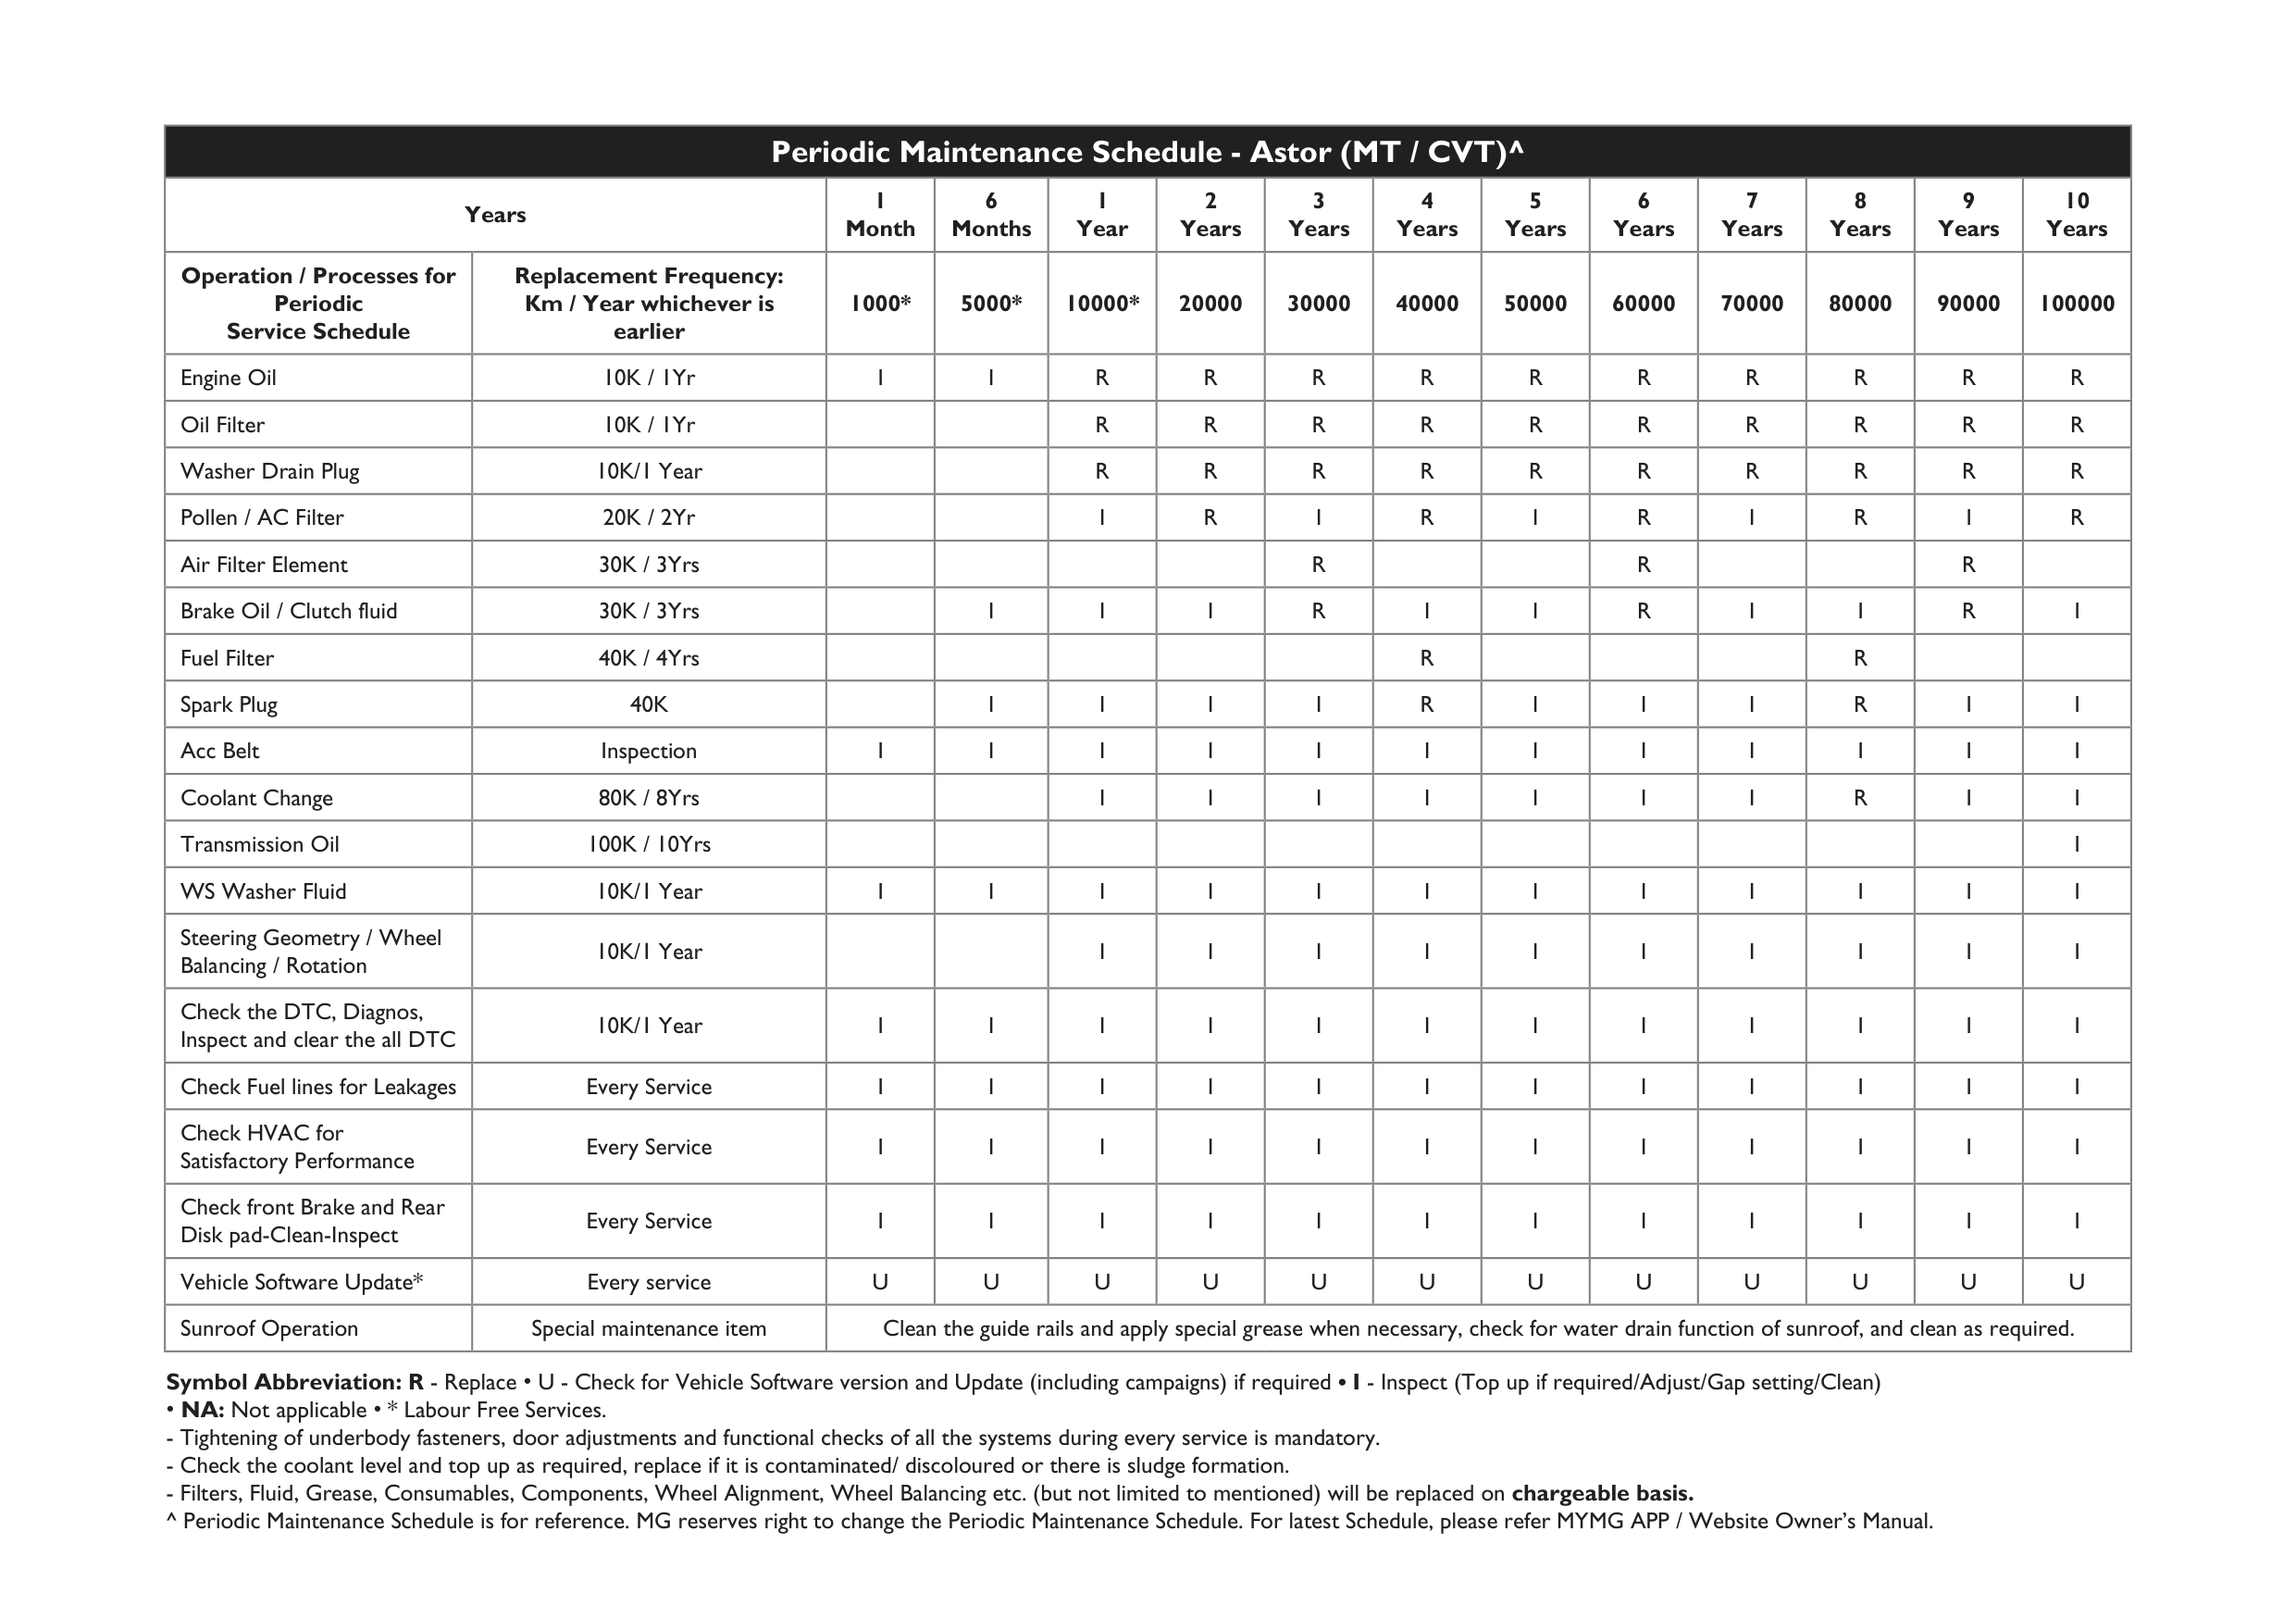 Periodic Maintenance Schedule - Astor (MT / CVT)^
Years 1 Month 6 Months 1 Year 2 Years 3 Years 4 Years 5 Years 6 Years 7 Years 8 Years 9 Years 10 Years
Operation / Processes for Periodic Service Schedule Replacement Frequency: Km / Year whichever is earlier 1000* 5000* 10000* 20000 30000 40000 50000 60000 70000 80000 90000 100000
Engine Oil 10K / 1Yr I I R R R R R R R R R R
Oil Filter 10K / 1Yr R R R R R R R R R R
Washer Drain Plug 10K/1 Year R R R R R R R R R R
Pollen / AC Filter 20K / 2Yr I R I R I R I R I R
Air Filter Element 30K / 3Yrs R R R
Brake Oil / Clutch fluid 30K / 3Yrs I I I R I I R I I R I
Fuel Filter 40K / 4Yrs R R
Spark Plug 40K I I I I R I I I R I I
Acc Belt Inspection I I I I I I I I I I I I
Coolant Change 80K / 8Yrs I I I I I I I R I I
Transmission Oil 100K / 10Yrs I
WS Washer Fluid 10K/1 Year I I I I I I I I I I I I
Steering Geometry / Wheel Balancing / Rotation 10K/1 Year I I I I I I I I I I
Check the DTC, Diagnos, Inspect and clear the all DTC 10K/1 Year I I I I I I I I I I I I
Check Fuel lines for Leakages Every Service I I I I I I I I I I I I
Check HVAC for Satisfactory Performance Every Service I I I I I I I I I I I I
Check front Brake and Rear Disk pad-Clean-Inspect Every Service I I I I I I I I I I I I
Vehicle Software Update* Every service U U U U U U U U U U U U
Sunroof Operation Special maintenance item Clean the guide rails and apply special grease when necessary, check for water drain function of sunroof, and clean as required.
Symbol Abbreviation: R - Replace • U - Check for Vehicle Software version and Update (including campaigns) if required • I - Inspect (Top up if required/Adjust/Gap setting/Clean)
• NA: Not applicable • * Labour Free Services.
- Tightening of underbody fasteners, door adjustments and functional checks of all the systems during every service is mandatory.
- Check the coolant level and top up as required, replace if it is contaminated/ discoloured or there is sludge formation.
- Filters, Fluid, Grease, Consumables, Components, Wheel Alignment, Wheel Balancing etc. (but not limited to mentioned) will be replaced on chargeable basis.
^ Periodic Maintenance Schedule is for reference. MG reserves right to change the Periodic Maintenance Schedule. For latest Schedule, please refer MYMG APP / Website Owner's Manual.